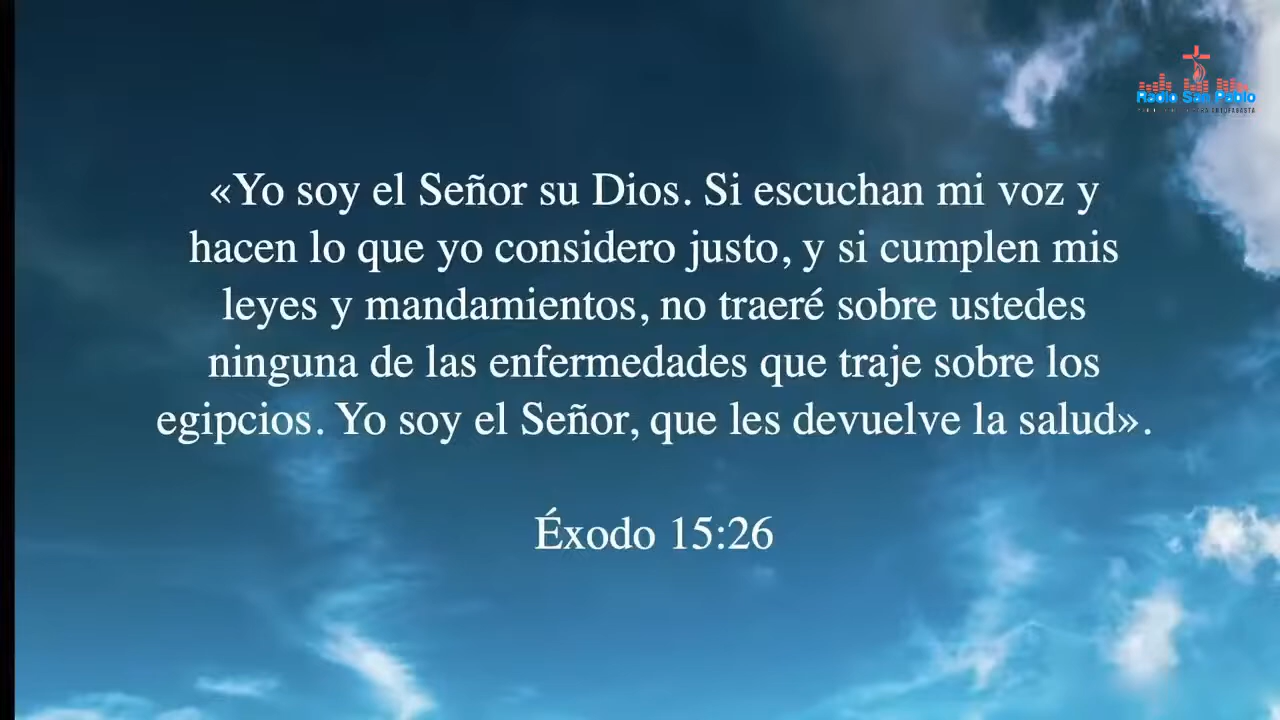 Radio San Pablo
«Yo soy el Señor su Dios. Si escuchan mi voz y
hacen lo que yo considero justo, y si cumplen mis
leyes y mandamientos, no traeré sobre ustedes
ninguna de las enfermedades que traje sobre los
egipcios. Yo soy el Señor, que les devuelve la salud».
Éxodo 15:26